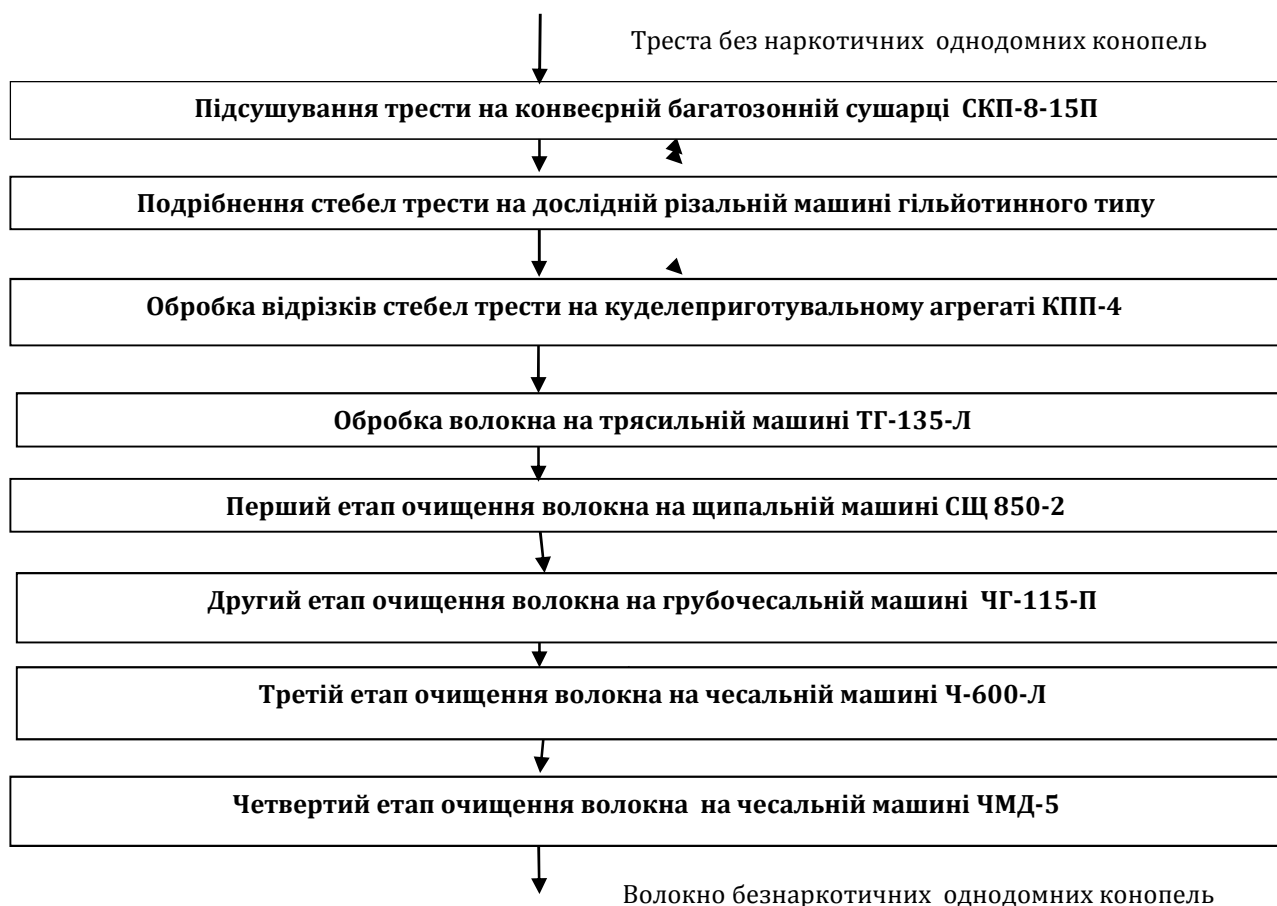 Треста без наркотичних однодомних конопель
Підсушування трести на конвеєрній багатозонній сушарці СКП-8-15П
Подрібнення стебел трести на дослідній різальній машині гільйотинного типу
Обробка відрізків стебел трести на куделеприготувальному агрегаті КПП-4
Обробка волокна на трясильній машині ТГ-135-Л
Перший етап очищення волокна на щипальній машині СЩ 850-2
Другий етап очищення волокна на грубочесальній машині ЧГ-115-П
Третій етап очищення волокна на чесальній машині Ч-600-Л
Четвертий етап очищення волокна на чесальній машині ЧМД-5
Волокно безнаркотичних однодомних конопель